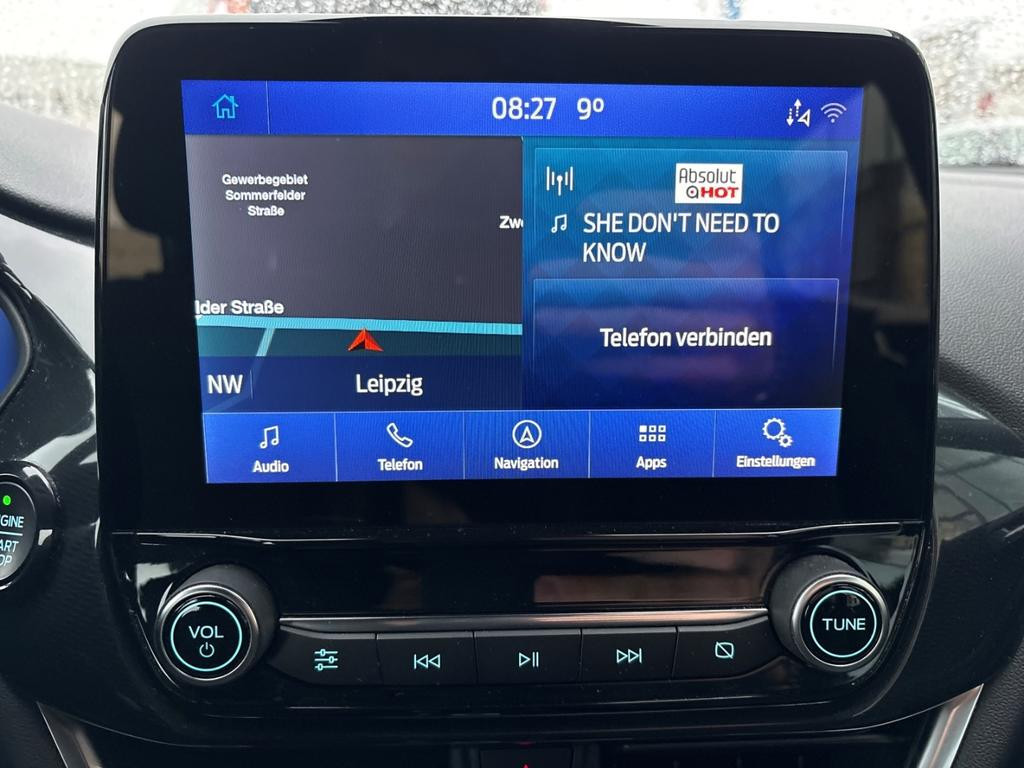 08:27 9º
Gewerbegebiet
Sommerfelder
Straße
Zw
lder Straße
NW
Leipzig
Absolut
HOT
SHE DON'T NEED TO
KNOW
Telefon verbinden
Audio
Telefon
Navigation
Apps
Einstellungen
GINE
ART
OP
VOL
TUNE